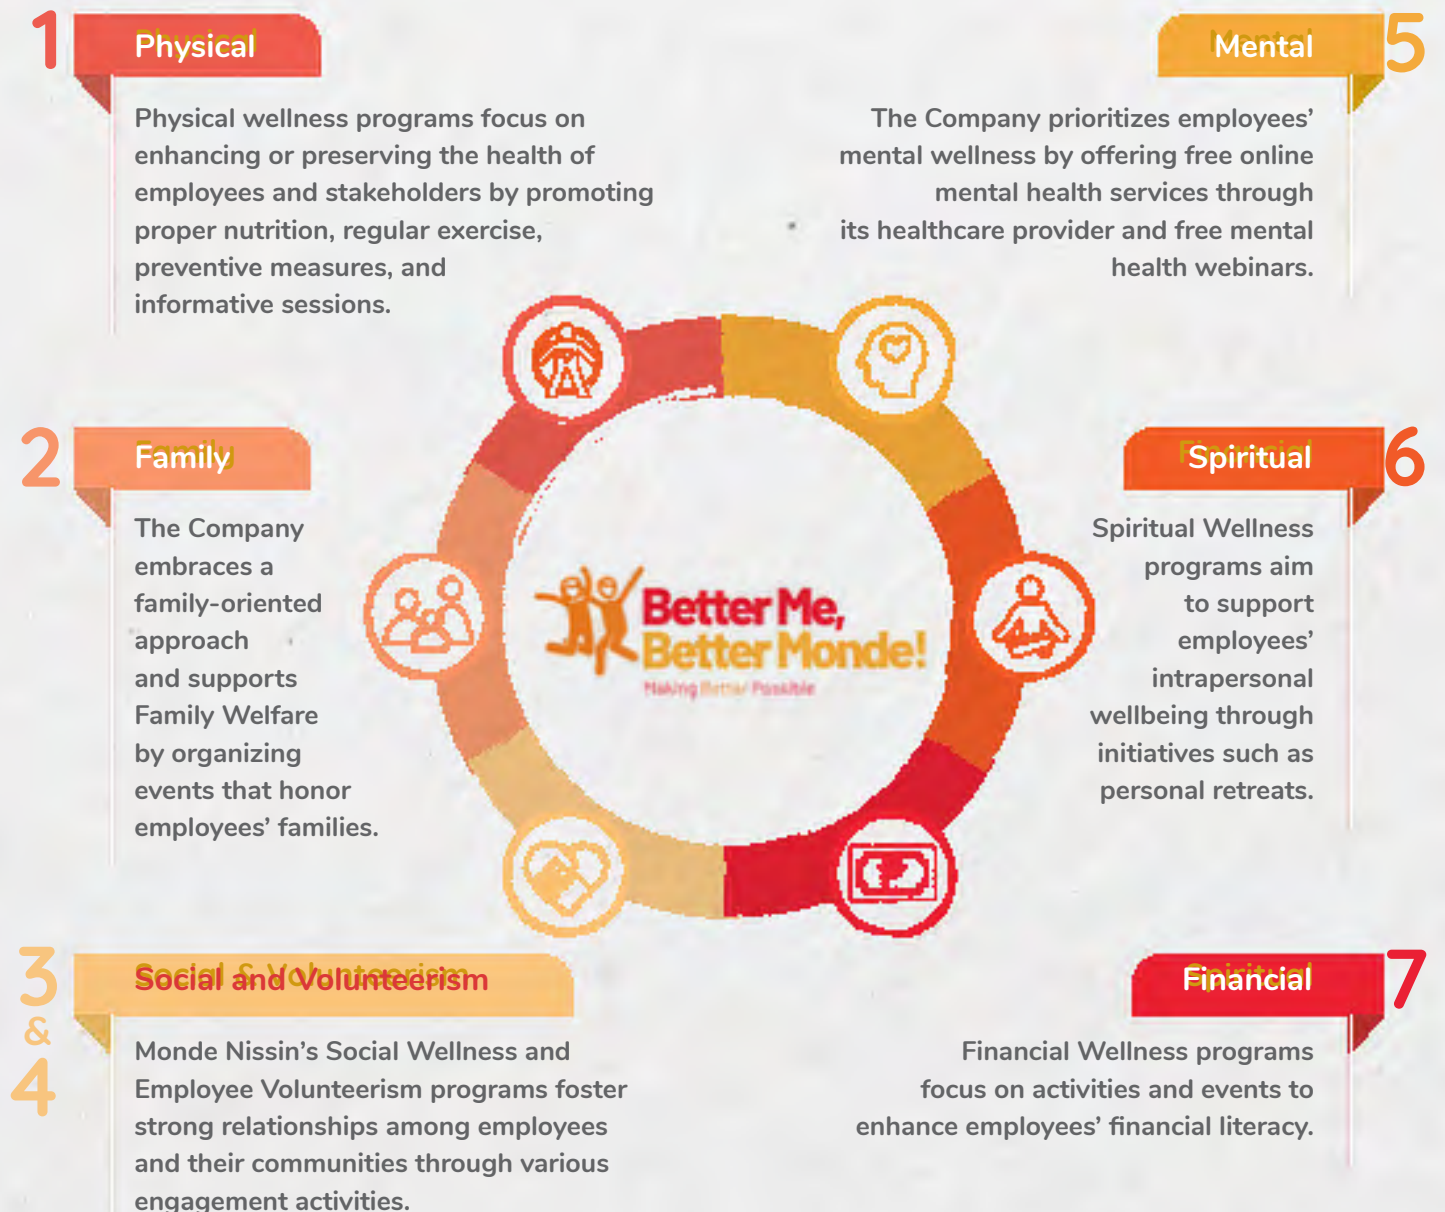 1
Physical
Physical wellness programs focus on
enhancing or preserving the health of
employees and stakeholders by promoting
proper nutrition, regular exercise,
preventive measures, and
informative sessions.
2
Family
The Company
embraces a
family-oriented
approach
and supports
Family Welfare
by organizing
events that honor
employees’ families.
3
&
4
Social and Volunteerism
Monde Nissin’s Social Wellness and
Employee Volunteerism programs foster
strong relationships among employees
and their communities through various
engagement activities.
Better Me,
Better Monde!
Making Better Possible
5
Mental
The Company prioritizes employees’
mental wellness by offering free online
mental health services through
its healthcare provider and free mental
health webinars.
6
Spiritual
Spiritual Wellness
programs aim
to support
employees’
intrapersonal
wellbeing through
initiatives such as
personal retreats.
7
Financial
Financial Wellness programs
focus on activities and events to
enhance employees’ financial literacy.